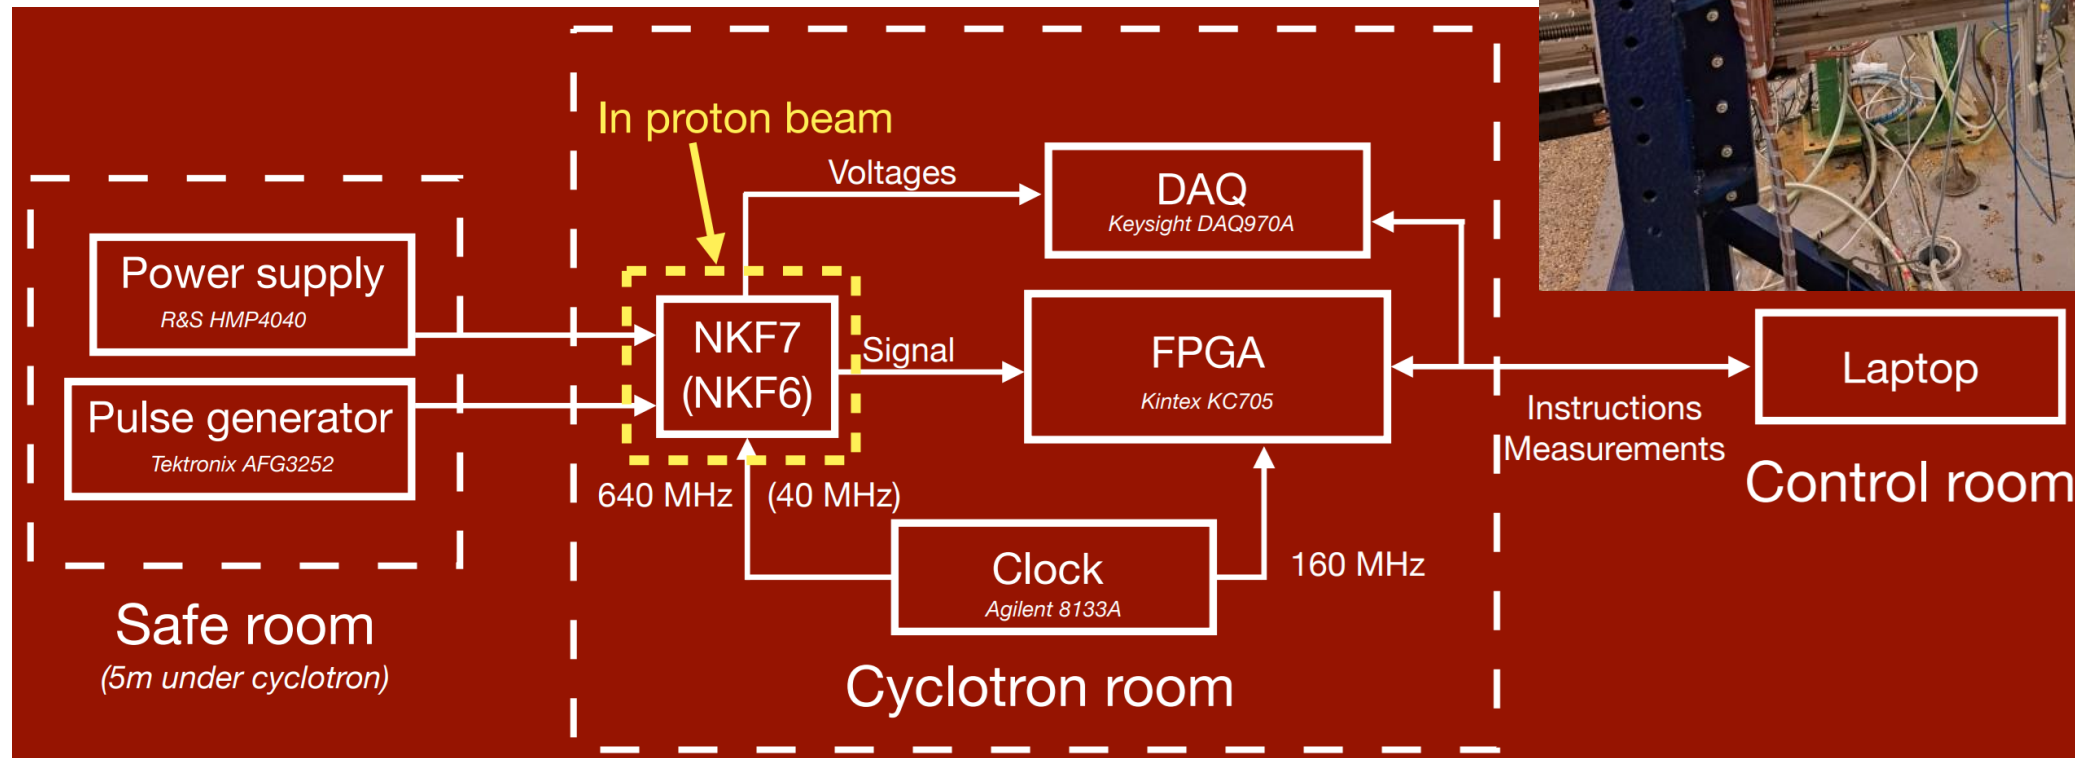 In proton beam
Voltages
DAQ
Keysight DAQ970A
Power supply
R&S HMP4040
NKF7
(NKF6)
Signal
FPGA
Kintex KC705
Laptop
Pulse generator
Tektronix AFG3252
Instructions
Measurements
Control room
640 MHz
(40 MHz)
Clock
Agilent 8133A
160 MHz
Safe room
(5m under cyclotron)
Cyclotron room